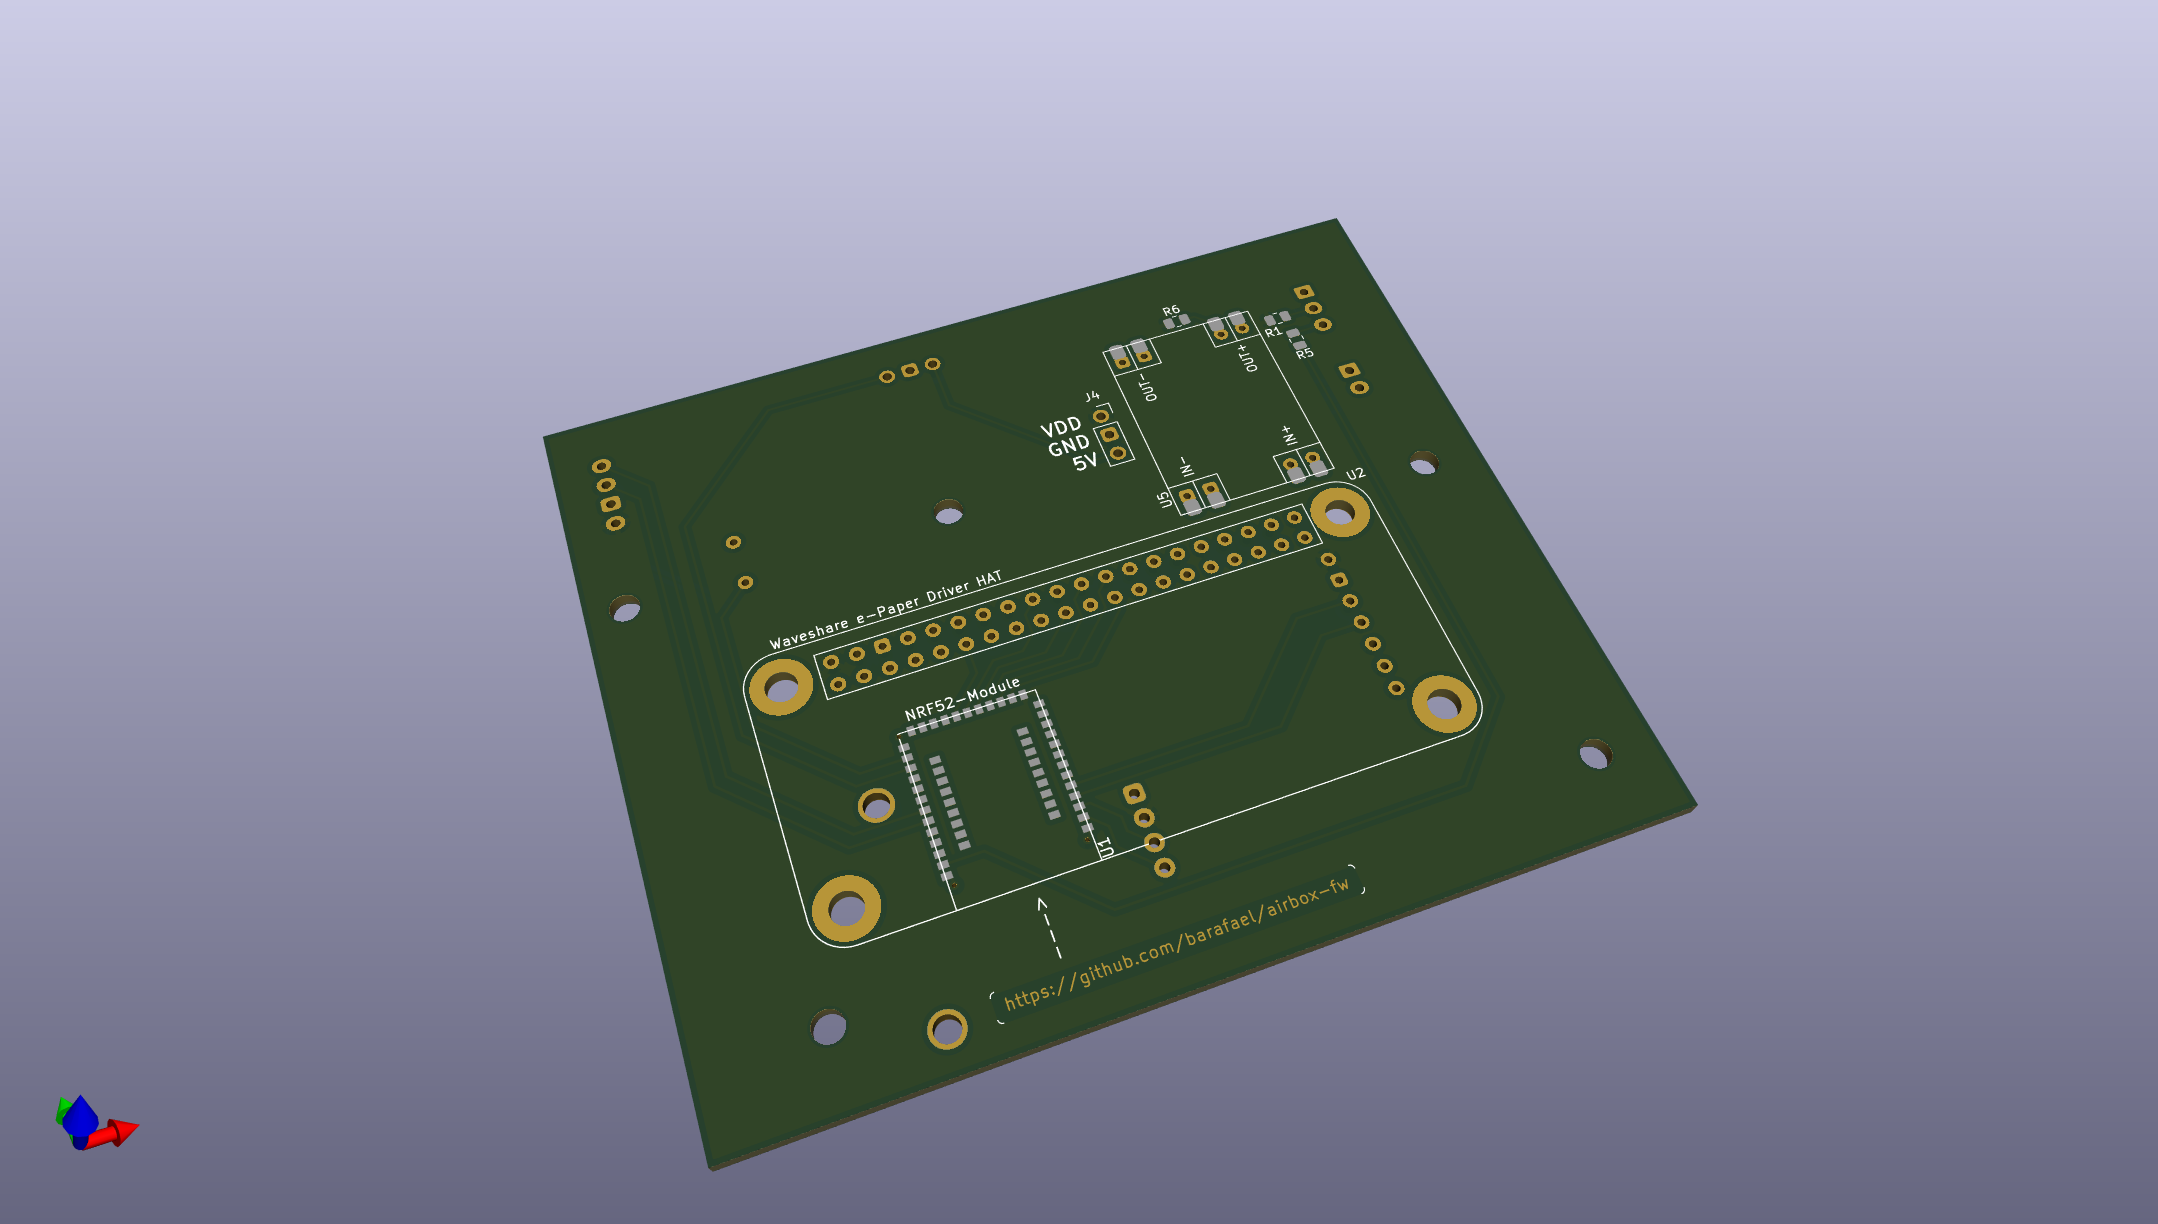 R6
R1
R5
OUT+
OUT-
J4
VDD
GND
5V
IN+
IN-
U5
U2
Waveshare e-Paper Driver HAT
NRF52-Module
U1
https://github.com/barafael/airbox-fw